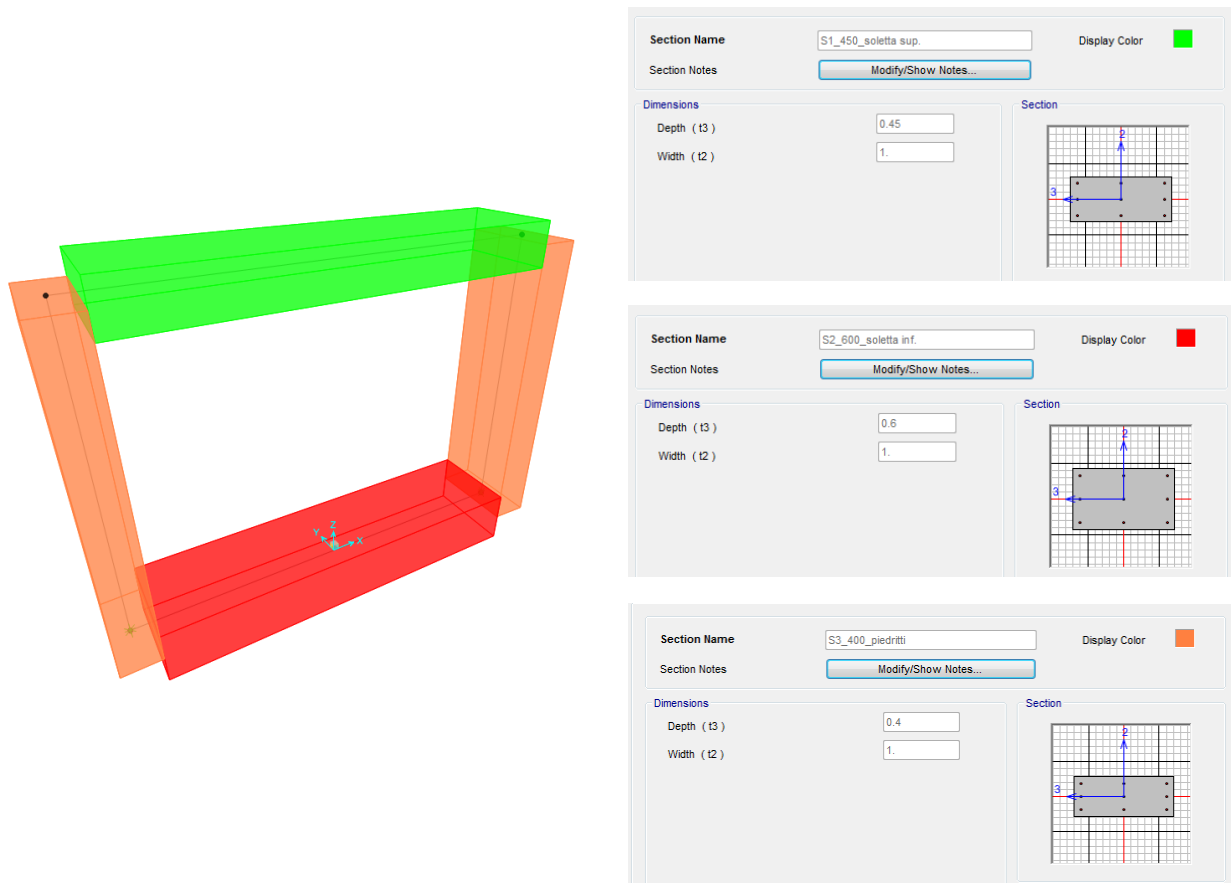 Section Name S1_450_soletta sup. Display Color
Section Notes Modify/Show Notes...
Dimensions Section
Depth ( t3 ) 0.45
Width ( t2 ) 1.
2
3
Section Name S2_600_soletta inf. Display Color
Section Notes Modify/Show Notes...
Dimensions Section
Depth ( t3 ) 0.6
Width ( t2 ) 1.
2
3
Z
Y
X
Section Name S3_400_piedritti Display Color
Section Notes Modify/Show Notes...
Dimensions Section
Depth ( t3 ) 0.4
Width ( t2 ) 1.
2
3